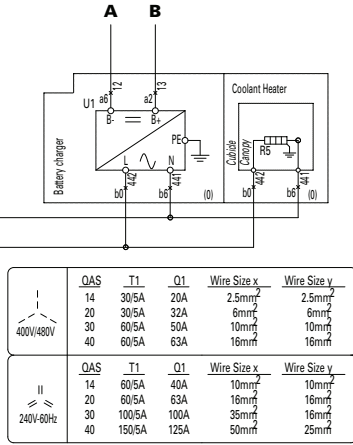 A B
12 13
a6 a2
U1
B- B+
PE
L N
442 441
b0 b6 (0)
Battery charger
Coolant Heater
Cubicle
Canopy
R5
442 441
b0 b6 (0)
QAS T1 Q1 Wire Size x Wire Size y
14 30/5A 20A 2.5mm2 2.5mm2
20 30/5A 32A 6mm2 6mm2
30 60/5A 50A 10mm2 10mm2
40 60/5A 63A 16mm2 16mm2
400V/480V
QAS T1 Q1 Wire Size x Wire Size y
14 60/5A 40A 10mm2 10mm2
20 60/5A 63A 16mm2 16mm2
30 100/5A 100A 35mm2 16mm2
40 150/5A 125A 50mm2 25mm2
240V-60Hz